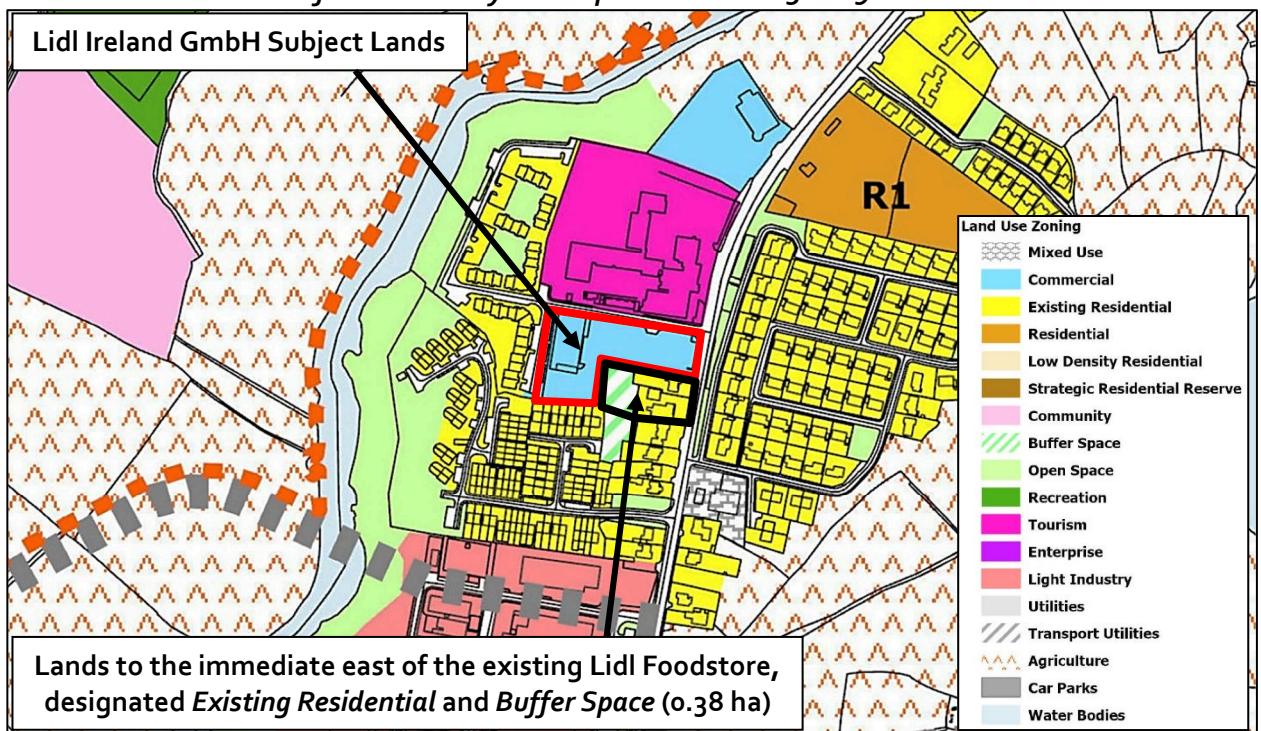 Lidl Ireland GmbH Subject Lands
R1
Land Use Zoning
Mixed Use
Commercial
Existing Residential
Residential
Low Density Residential
Strategic Residential Reserve
Community
Buffer Space
Open Space
Recreation
Tourism
Enterprise
Light Industry
Utilities
Transport Utilities
Agriculture
Car Parks
Water Bodies
Lands to the immediate east of the existing Lidl Foodstore,
designated Existing Residential and Buffer Space (0.38 ha)